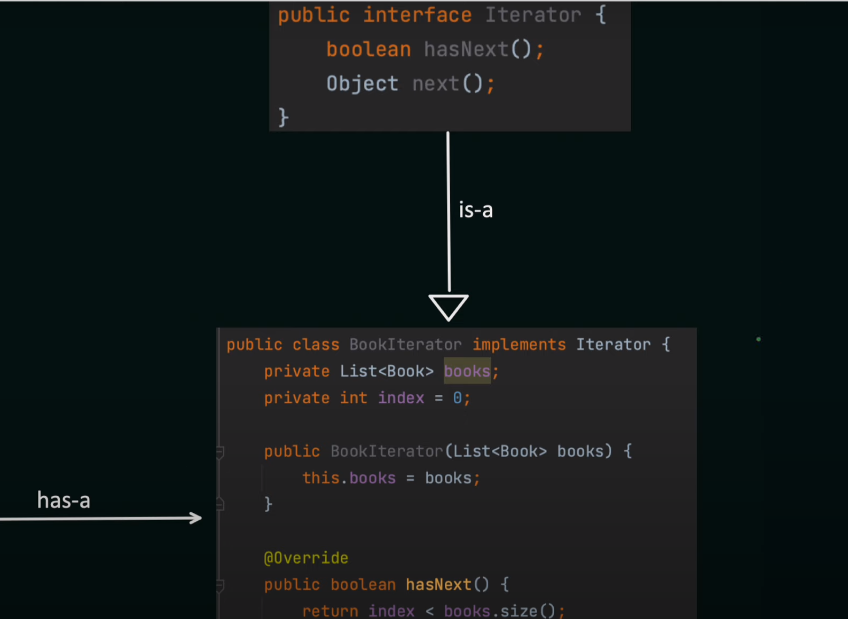 public interface Iterator {
boolean hasNext();
Object next();
}
is-a
public class BookIterator implements Iterator {
private List<Book> books;
private int index = 0;
public BookIterator(List<Book> books) {
this.books = books;
}
has-a
@Override
public boolean hasNext() {
return index < books.size();